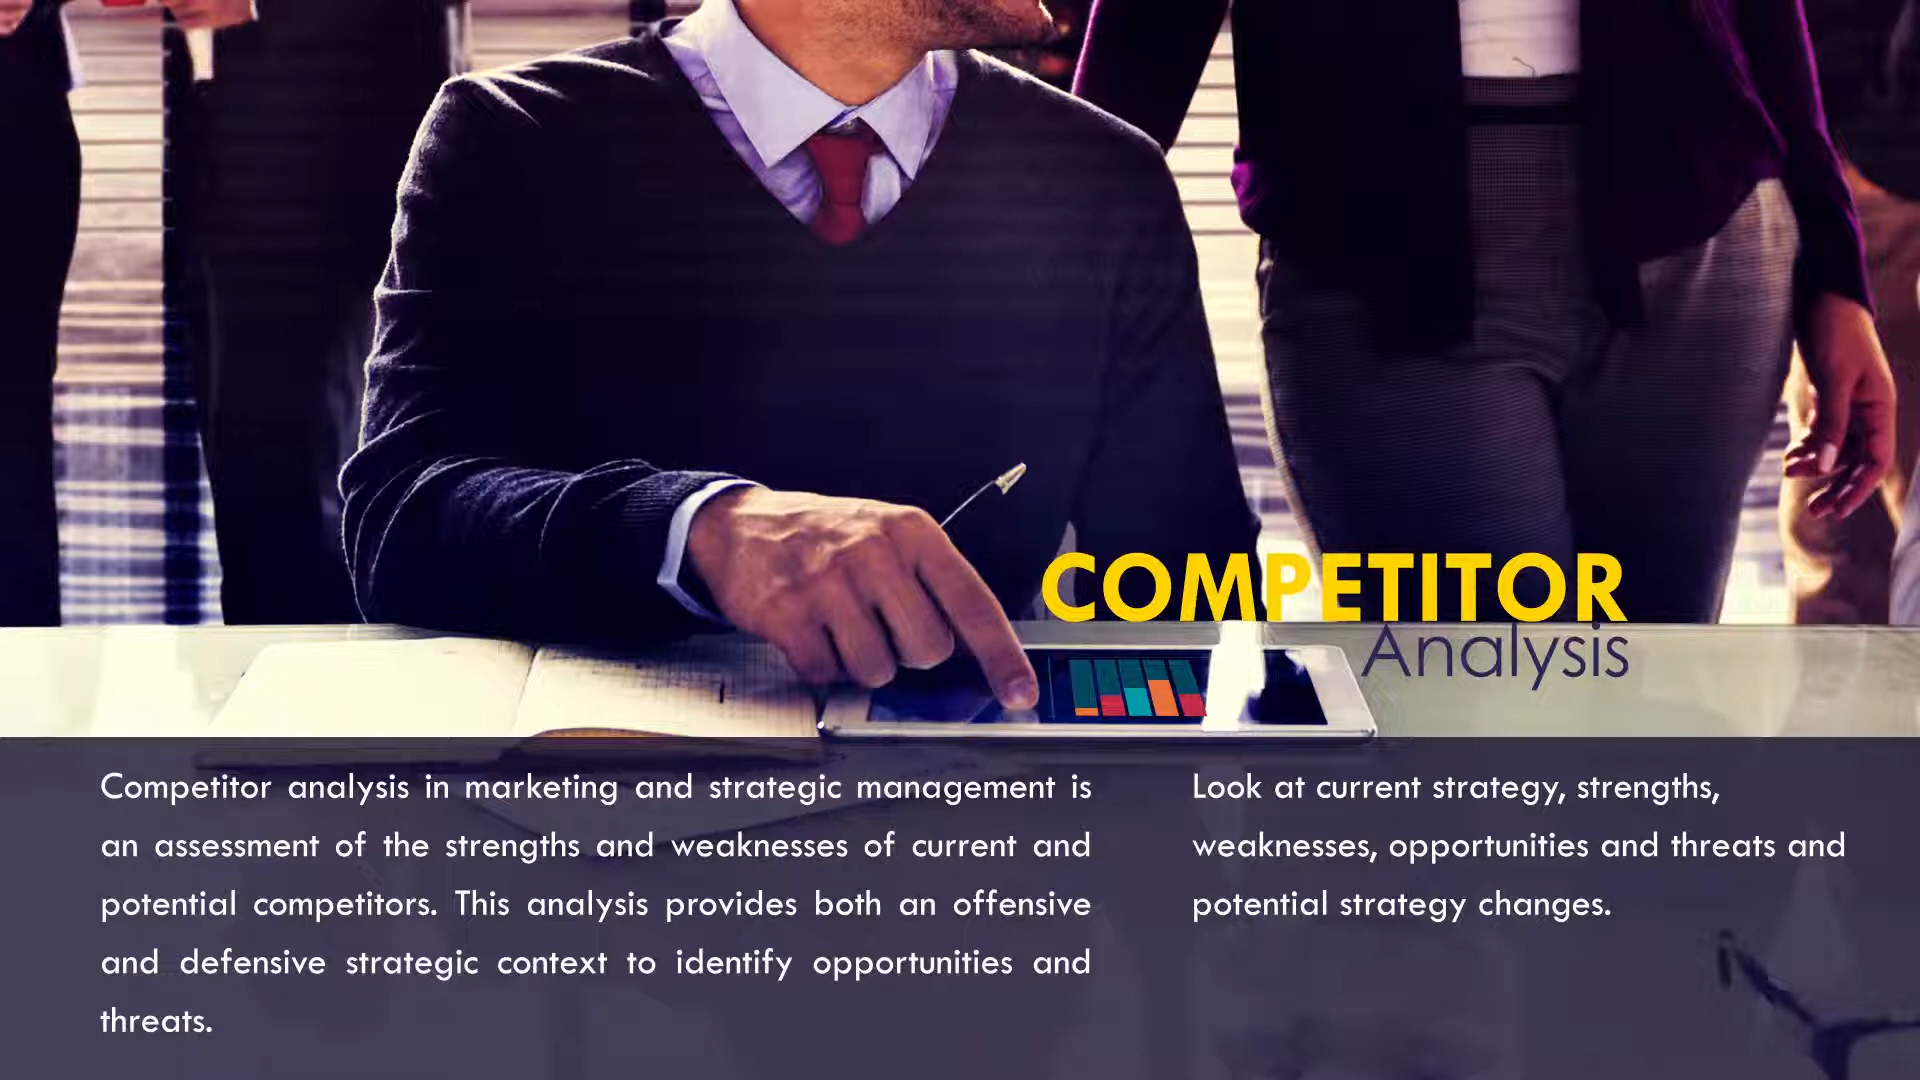 COMPETITOR
Analysis
Competitor analysis in marketing and strategic management is
an assessment of the strengths and weaknesses of current and
potential competitors. This analysis provides both an offensive
and defensive strategic context to identify opportunities and
threats.
Look at current strategy, strengths,
weaknesses, opportunities and threats and
potential strategy changes.